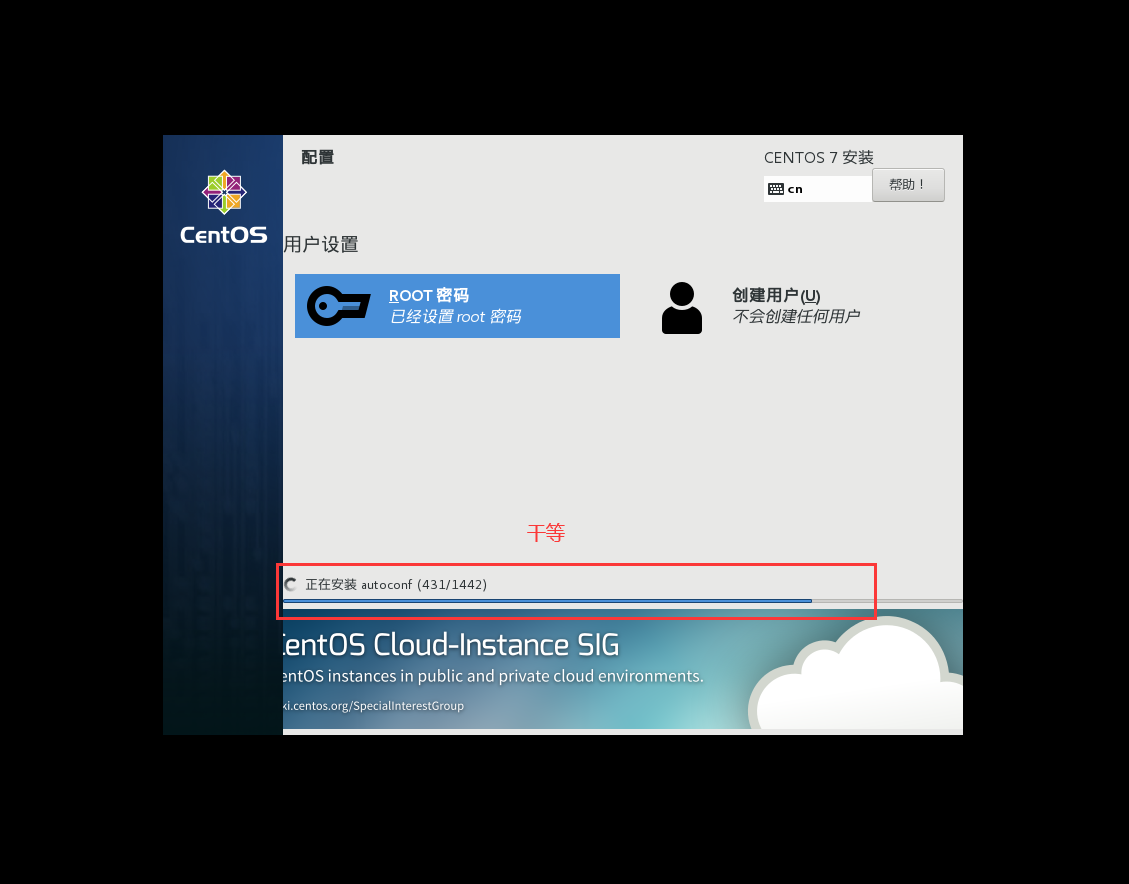 配置
CENTOS 7 安装
cn
帮助！
CentOS
用户设置
ROOT 密码
已经设置 root 密码
创建用户(U)
不会创建任何用户
干等
正在安装 autoconf (431/1442)
entOS Cloud-Instance SIG
entOS instances in public and private cloud environments.
ki.centos.org/SpecialInterestGroup